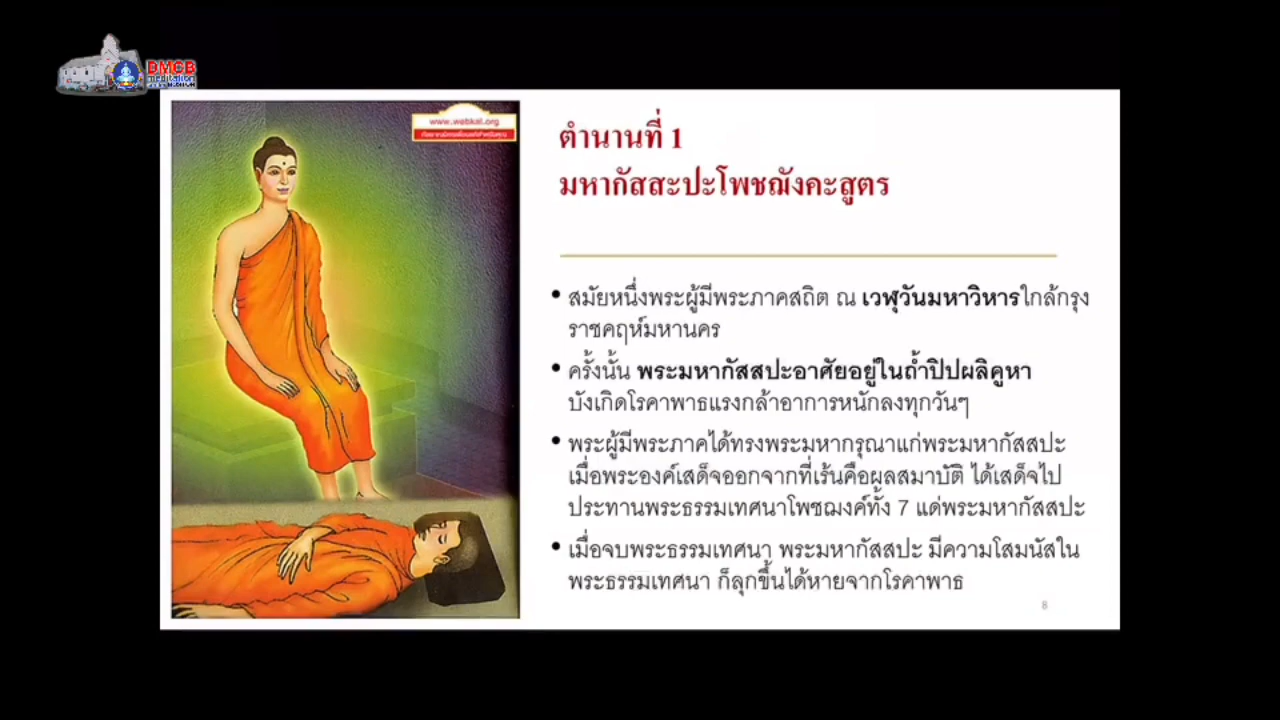 DMCB
meditation
www.webkal.org
ตำนานที่ 1
มหากัสสะปะโพชฌังคะสูตร
• สมัยหนึ่งพระผู้มีพระภาคสถิต ณ เวฬุวันมหาวิหารใกล้กรุง
ราชคฤห์มหานคร
• ครั้งนั้น พระมหากัสสปะอาศัยอยู่ในถ้ำปิปผลิคูหา
บังเกิดโรคาพาธแรงกล้าอาการหนักลงทุกวันๆ
• พระผู้มีพระภาคได้ทรงพระมหากรุณาแก่พระมหากัสสปะ
เมื่อพระองค์เสด็จออกจากที่เร้นคือผลสมาบัติ ได้เสด็จไป
ประทานพระธรรมเทศนาโพชฌงค์ทั้ง 7 แด่พระมหากัสสปะ
• เมื่อจบพระธรรมเทศนา พระมหากัสสปะ มีความโสมนัสใน
พระธรรมเทศนา ก็ลุกขึ้นได้หายจากโรคาพาธ
8